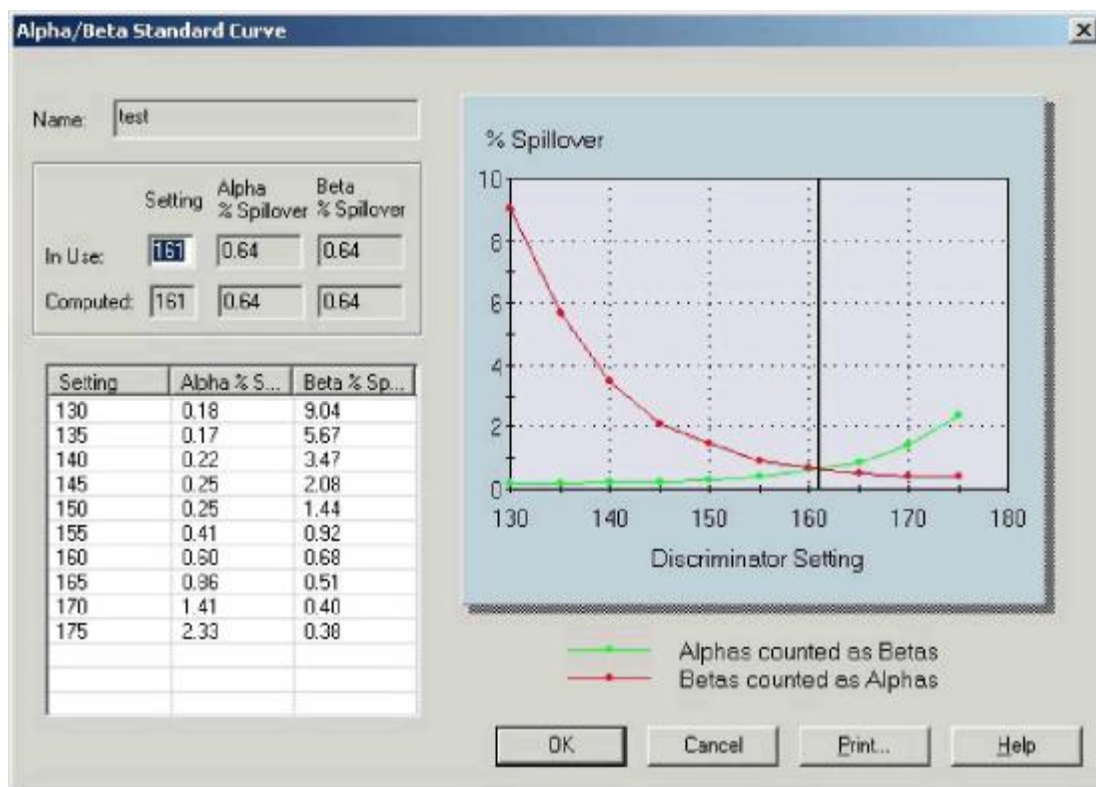 Alpha/Beta Standard Curve
Name: test
Setting Alpha % Spillover Beta % Spillover
In Use: 161 0.64 0.64
Computed: 161 0.64 0.64
Setting Alpha % S... Beta % Sp...
130 0.18 9.04
135 0.17 5.67
140 0.22 3.47
145 0.25 2.08
150 0.25 1.44
155 0.41 0.92
160 0.60 0.68
165 0.86 0.51
170 1.41 0.40
175 2.33 0.38
% Spillover
10
8
6
4
2
0
130 140 150 160 170 180
Discriminator Setting
Alphas counted as Betas
Betas counted as Alphas
OK Cancel Print... Help